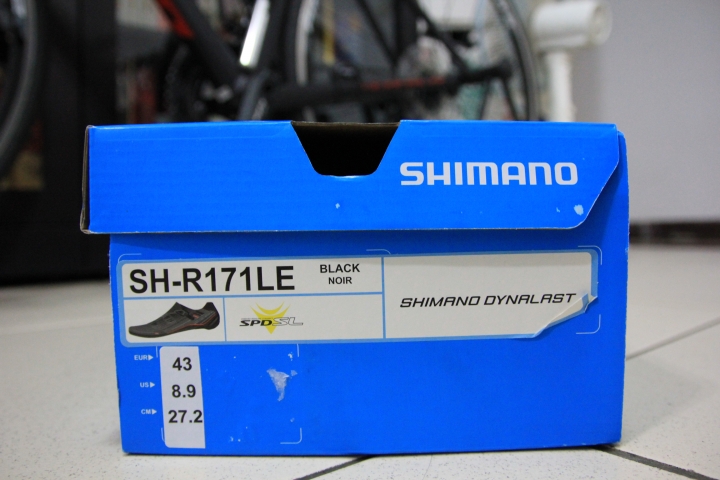 SHIMANO
SH-R171LE
BLACK
NOIR
SPD-SL
SHIMANO DYNALAST
EUR 43
US 8.9
CM 27.2